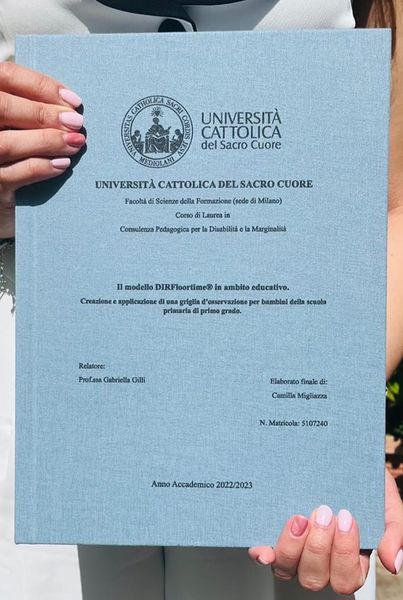 UNIVERSITÀ
CATTOLICA
del Sacro Cuore
UNIVERSITÀ CATTOLICA DEL SACRO CUORE
Facoltà di Scienze della Formazione (sede di Milano)
Corso di Laurea in
Consulenza Pedagogica per la Disabilità e la Marginalità
Il modello DIRFloortime® in ambito educativo.
Creazione e applicazione di una griglia d'osservazione per bambini della scuola
primaria di primo grado.
Relatore:
Prof.ssa Gabriella Gilli
Elaborato finale di:
Camilla Migliazza
N. Matricola: 5107240
Anno Accademico 2022/2023